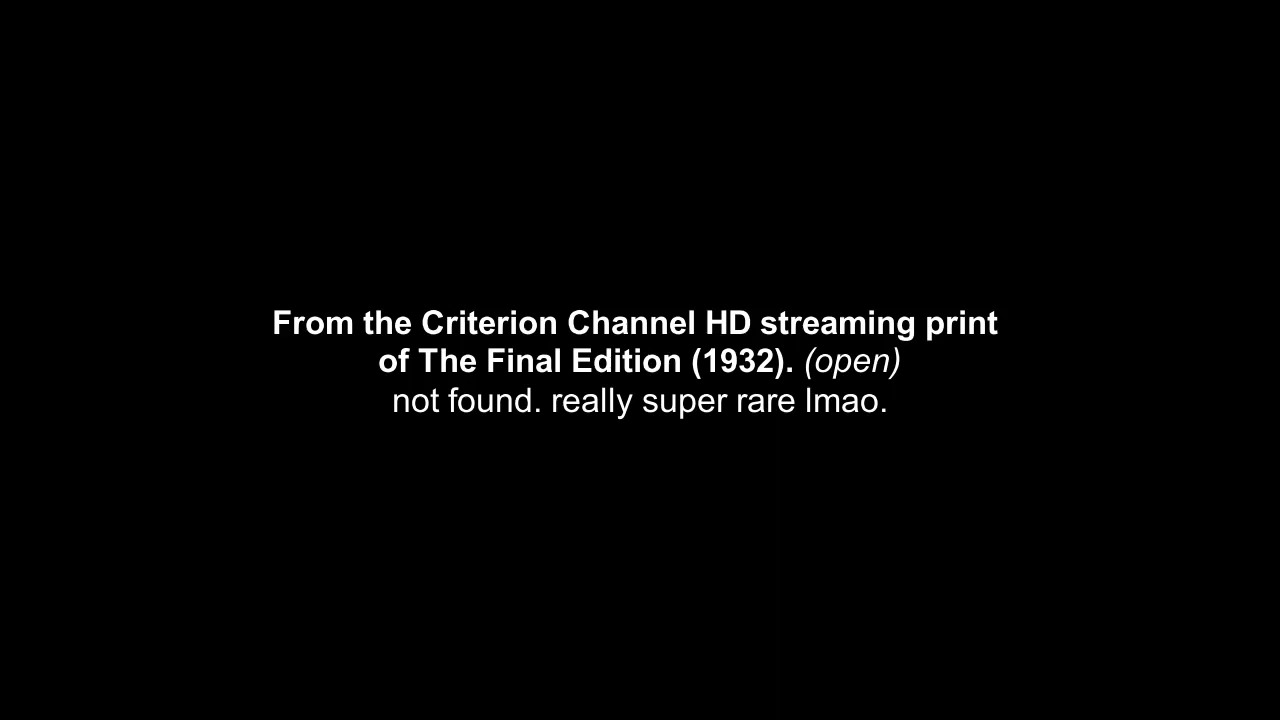 From the Criterion Channel HD streaming print
of The Final Edition (1932). (open)
not found. really super rare lmao.